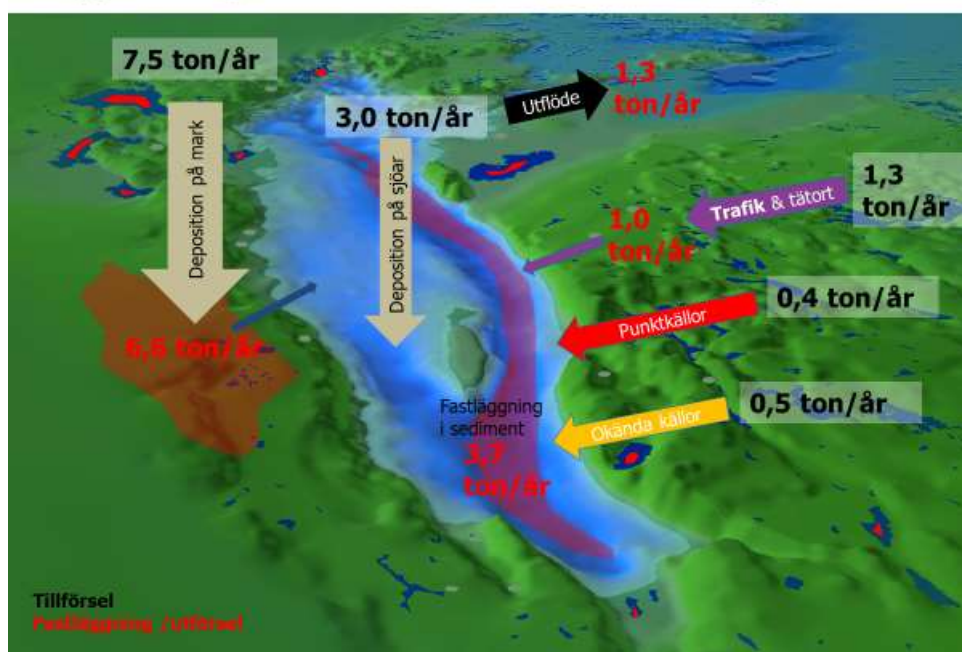 7,5 ton/år
Deposition på mark
6,6 ton/år
3,0 ton/år
Deposition på sjöar
Utflöde
1,3
ton/år
Trafik & tätort
1,3
ton/år
1,0
ton/år
Punktkällor
0,4 ton/år
Okända källor
0,5 ton/år
Fastläggning
i sediment
3,7
ton/år
Tillförsel
Fastläggning /Utförsel